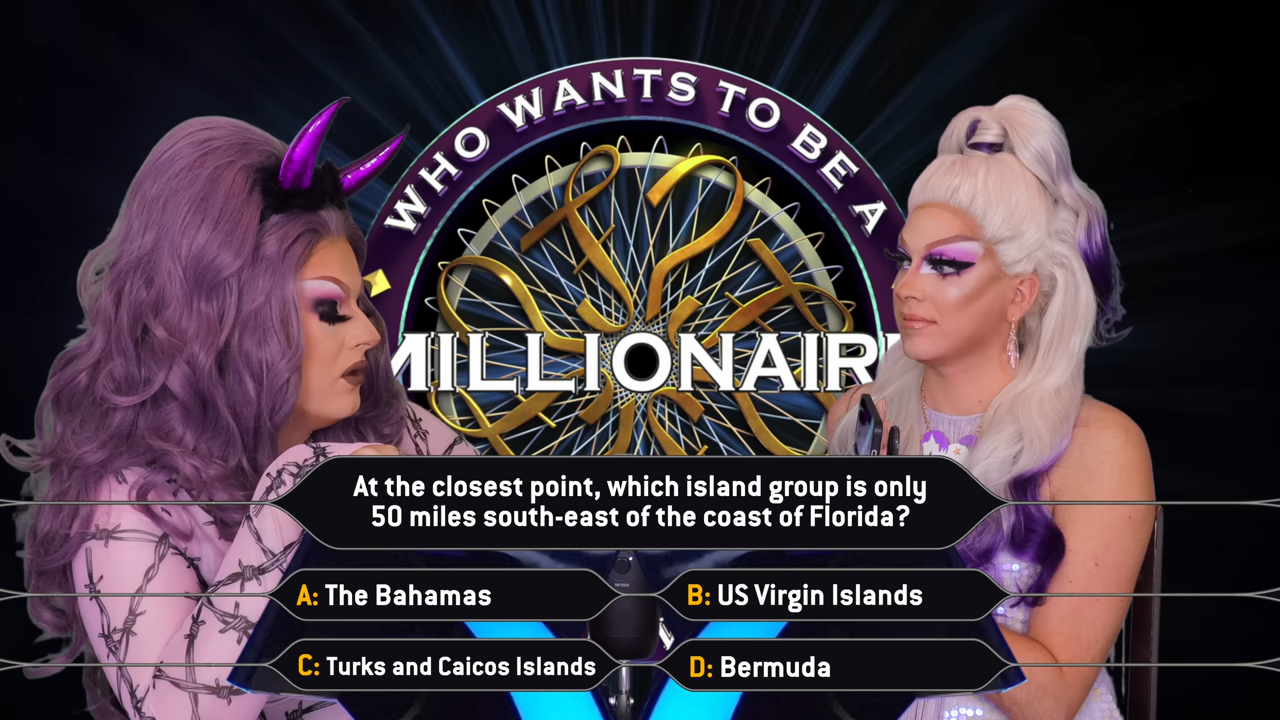 WHO WANTS TO BE A
MILLIONAIR
At the closest point, which island group is only
50 miles south-east of the coast of Florida?
A: The Bahamas
B: US Virgin Islands
C: Turks and Caicos Islands
D: Bermuda